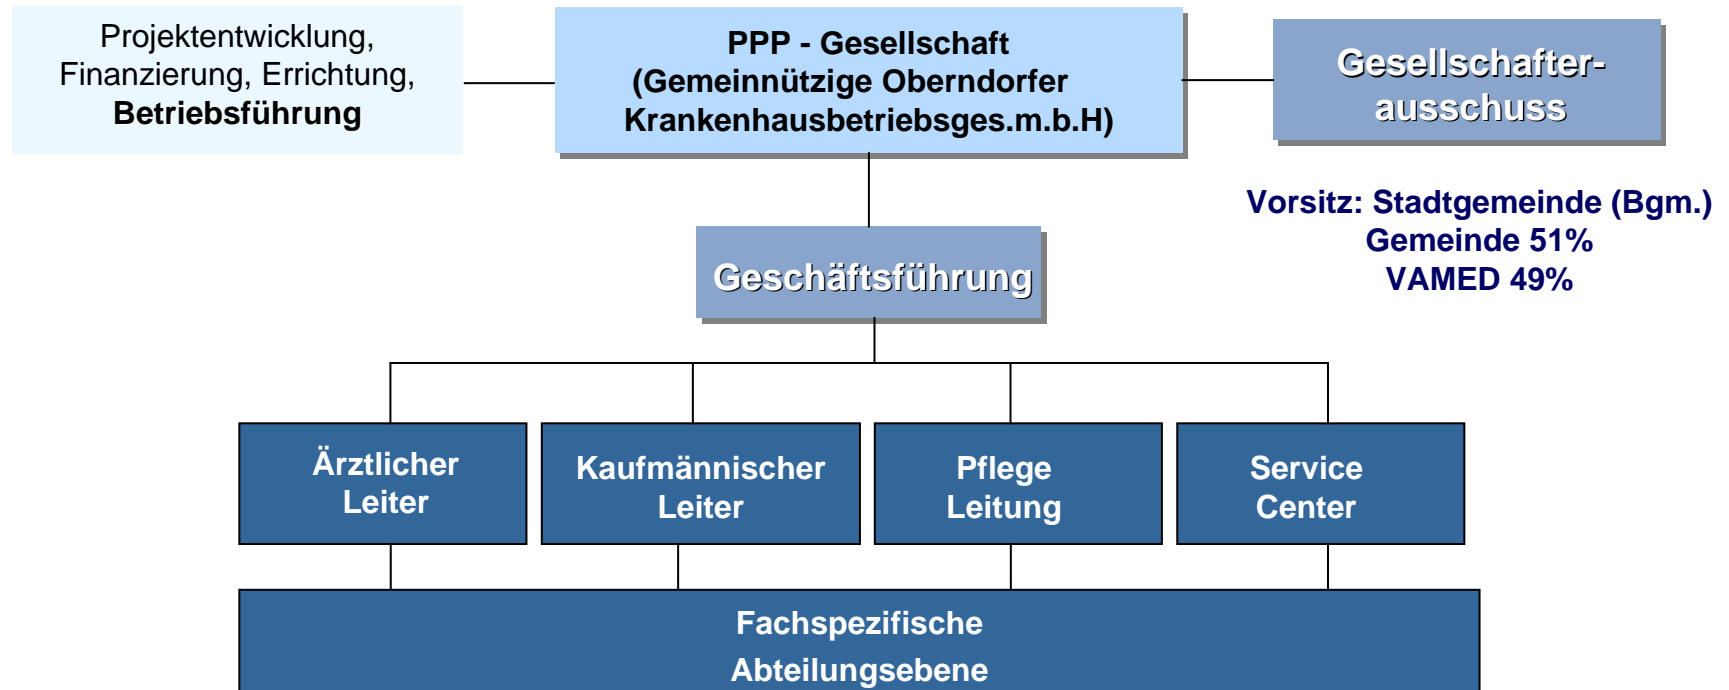 Projektentwicklung,
Finanzierung, Errichtung,
Betriebsführung
PPP - Gesellschaft
(Gemeinnützige Oberndorfer
Krankenhausbetriebsges.m.b.H)
Gesellschafter-
ausschuss
Vorsitz: Stadtgemeinde (Bgm.)
Gemeinde 51%
VAMED 49%
Geschäftsführung
Ärztlicher
Leiter
Kaufmännischer
Leiter
Pflege
Leitung
Service
Center
Fachspezifische
Abteilungsebene